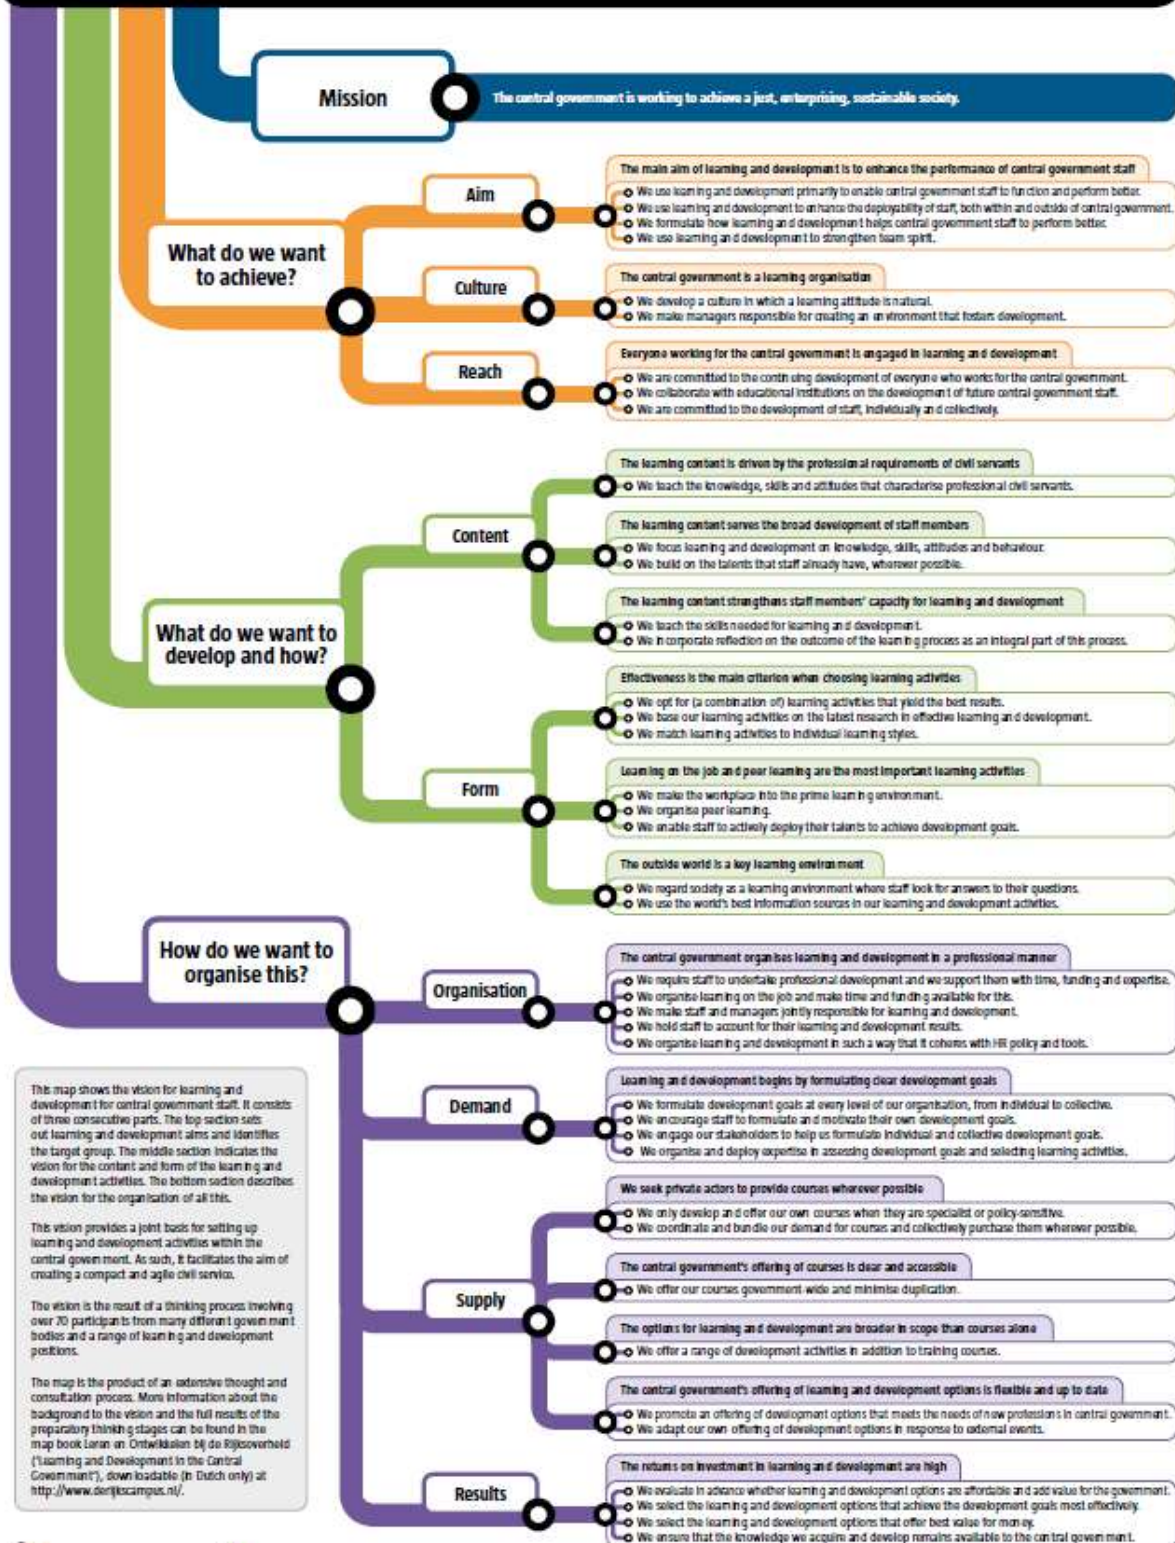 Mission
The central government is working to achieve a just, enterprising, sustainable society.
What do we want
to achieve?
Aim
The main aim of learning and development is to enhance the performance of central government staff
We use learning and development primarily to enable central government staff to function and perform better.
We use learning and development to enhance the deployability of staff, both within and outside of central government.
We formulate how learning and development helps central government staff to perform better.
We use learning and development to strengthen team spirit.
Culture
The central government is a learning organisation
We develop a culture in which a learning attitude is natural.
We make managers responsible for creating an environment that fosters development.
Reach
Everyone working for the central government is engaged in learning and development
We are committed to the continuing development of everyone who works for the central government.
We collaborate with educational institutions on the development of future central government staff.
We are committed to the development of staff, individually and collectively.
What do we want to
develop and how?
Content
The learning content is driven by the professional requirements of civil servants
We teach the knowledge, skills and attitudes that characterise professional civil servants.
The learning content serves the broad development of staff members
We focus learning and development on knowledge, skills, attitudes and behaviour.
We build on the talents that staff already have, wherever possible.
The learning content strengthens staff members' capacity for learning and development
We teach the skills needed for learning and development.
We incorporate reflection on the outcome of the learning process as an integral part of this process.
Form
Effectiveness is the main criterion when choosing learning activities
We opt for (a combination of) learning activities that yield the best results.
We base our learning activities on the latest research in effective learning and development.
We match learning activities to individual learning styles.
Learning on the job and peer learning are the most important learning activities
We make the workplace into the prime learning environment.
We organise peer learning.
We enable staff to actively deploy their talents to achieve development goals.
The outside world is a key learning environment
We regard society as a learning environment where staff look for answers to their questions.
We use the world's best information sources in our learning and development activities.
How do we want to
organise this?
Organisation
The central government organises learning and development in a professional manner
We require staff to undertake professional development and we support them with time, funding and expertise.
We organise learning on the job and make time and funding available for this.
We make staff and managers jointly responsible for learning and development.
We hold staff to account for their learning and development results.
We organise learning and development in such a way that it coheres with HR policy and tools.
Demand
Learning and development begins by formulating clear development goals
We formulate development goals at every level of our organisation, from individual to collective.
We encourage staff to formulate and motivate their own development goals.
We engage our stakeholders to help us formulate individual and collective development goals.
We organise and deploy expertise in assessing development goals and selecting learning activities.
Supply
We seek private actors to provide courses wherever possible
We only develop and offer our own courses when they are specialist or policy-sensitive.
We coordinate and bundle our demand for courses and collectively purchase them wherever possible.
The central government's offering of courses is clear and accessible
We offer our courses government-wide and minimise duplication.
The options for learning and development are broader in scope than courses alone
We offer a range of development activities in addition to training courses.
The central government's offering of learning and development options is flexible and up to date
We promote an offering of development options that meets the needs of new professions in central government.
We adapt our own offering of development options in response to external events.
Results
The returns on investment in learning and development are high
We evaluate in advance whether learning and development options are affordable and add value for the government.
We select the learning and development options that achieve the development goals most effectively.
We select the learning and development options that offer best value for money.
We ensure that the knowledge we acquire and develop remains available to the central government.
This map shows the vision for learning and
development for central government staff. It consists
of three consecutive parts. The top section sets
out learning and development aims and identifies
the target group. The middle section indicates the
vision for the content and form of the learning and
development activities. The bottom section describes
the vision for the organisation of all this.
This vision provides a joint basis for setting up
learning and development activities within the
central government. As such, it facilitates the aim of
creating a compact and agile civil service.
The vision is the result of a thinking process involving
over 70 participants from many different government
bodies and a range of learning and development
positions.
The map is the product of an extensive thought and
consultation process. More information about the
background to the vision and the full results of the
preparatory thinking stages can be found in the
map book Leren en Ontwikkelen bij de Rijksoverheid
("Learning and Development in the Central
Government"), downloadable (in Dutch only) at
http://www.derijkscampus.nl/.